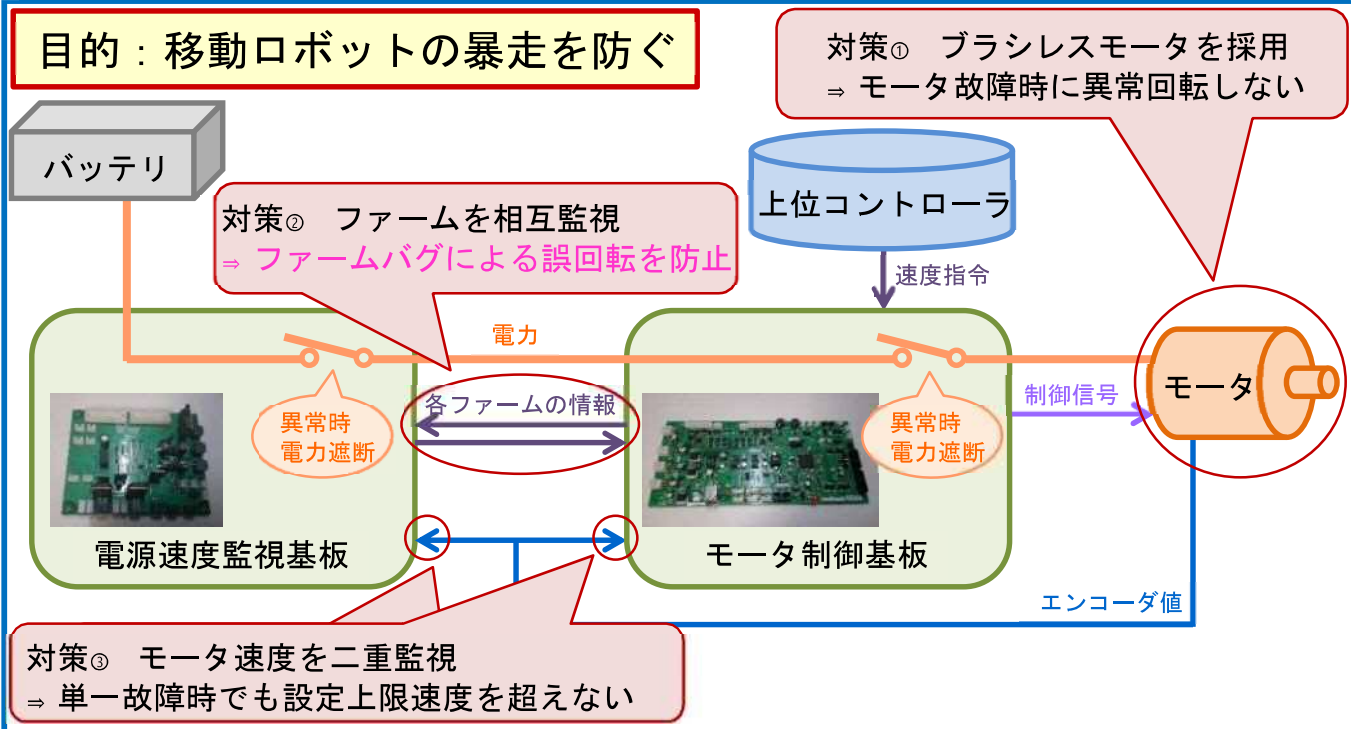 目的：移動ロボットの暴走を防ぐ
対策① ブラシレスモータを採用
⇒ モータ故障時に異常回転しない
バッテリ
上位コントローラ
対策② ファームを相互監視
⇒ ファームバグによる誤回転を防止
速度指令
電力
異常時
電力遮断
各ファームの情報
異常時
電力遮断
制御信号
モータ
電源速度監視基板
モータ制御基板
エンコーダ値
対策③ モータ速度を二重監視
⇒ 単一故障時でも設定上限速度を超えない